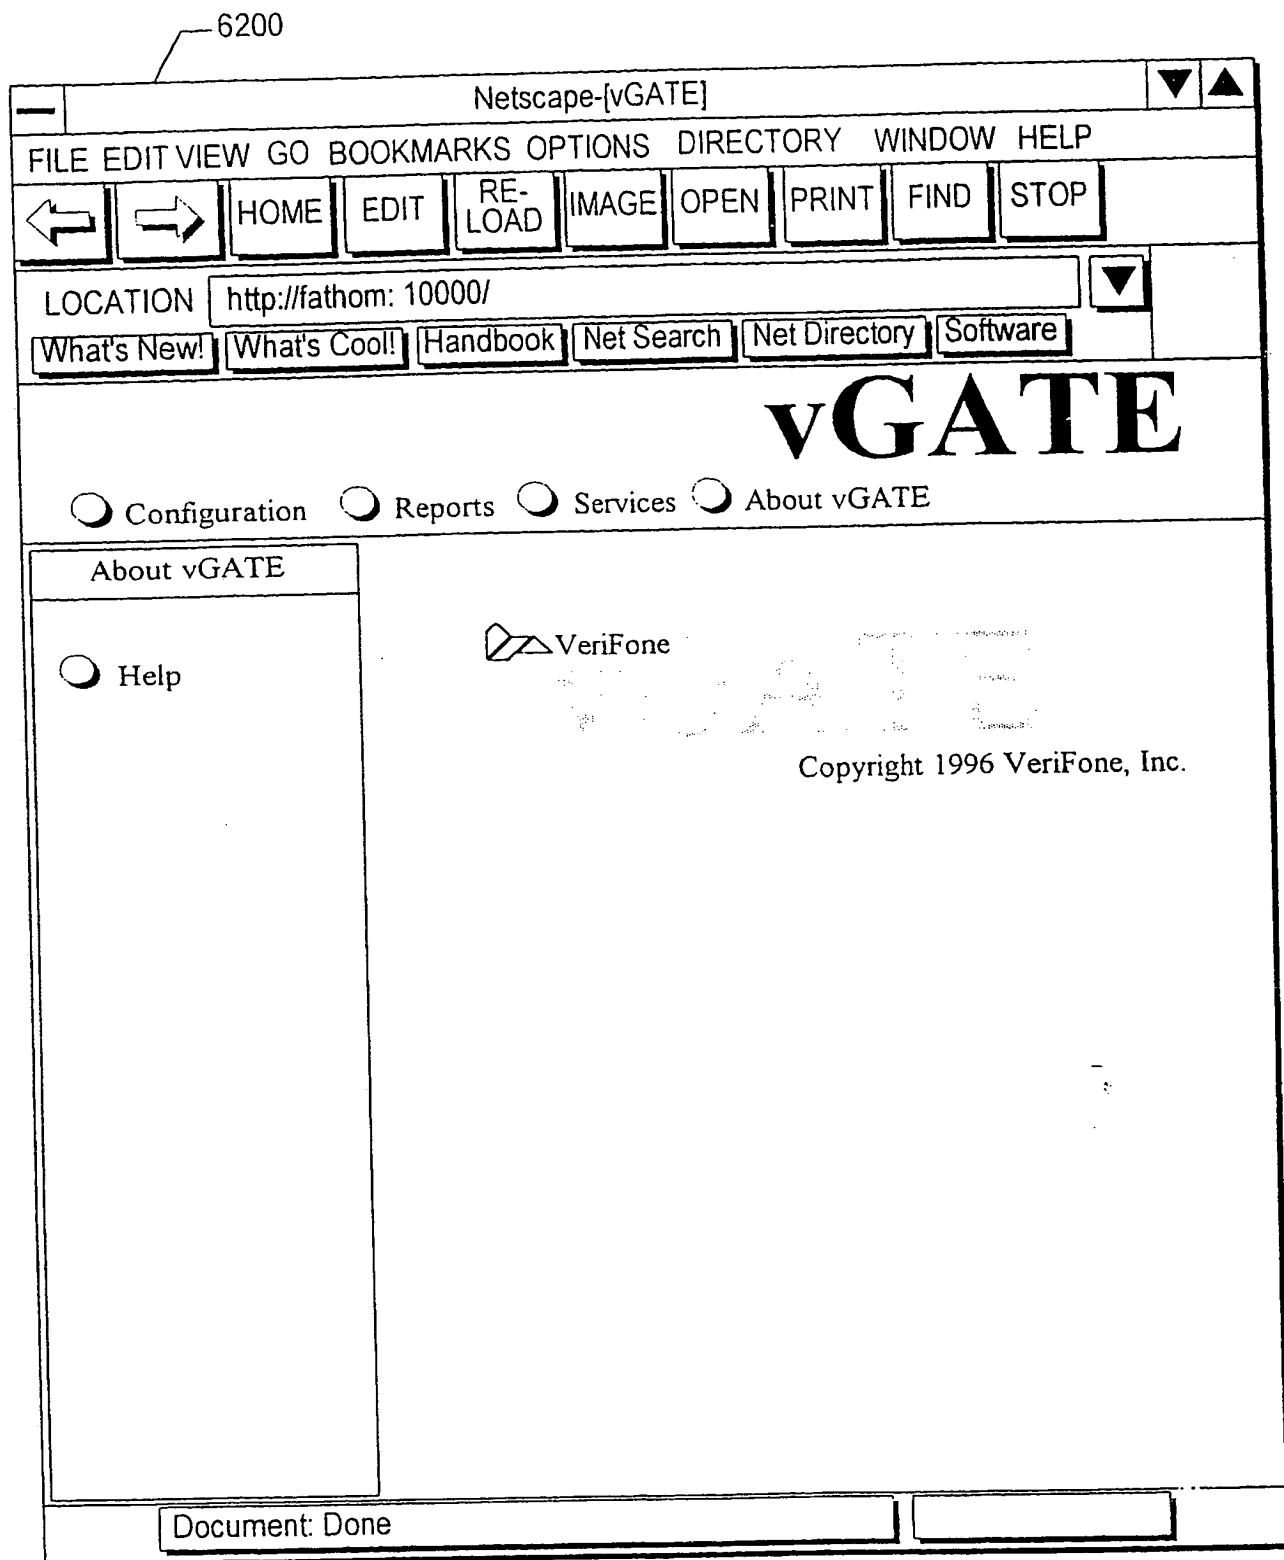 6200
Netscape-[vGATE]
FILE EDIT VIEW GO BOOKMARKS OPTIONS DIRECTORY WINDOW HELP
HOME EDIT RE-LOAD IMAGE OPEN PRINT FIND STOP
LOCATION http://fathom: 10000/
What's New! What's Cool! Handbook Net Search Net Directory Software
vGATE
Configuration Reports Services About vGATE
About vGATE
Help
VeriFone
vGATE
Copyright 1996 VeriFone, Inc.
Document: Done